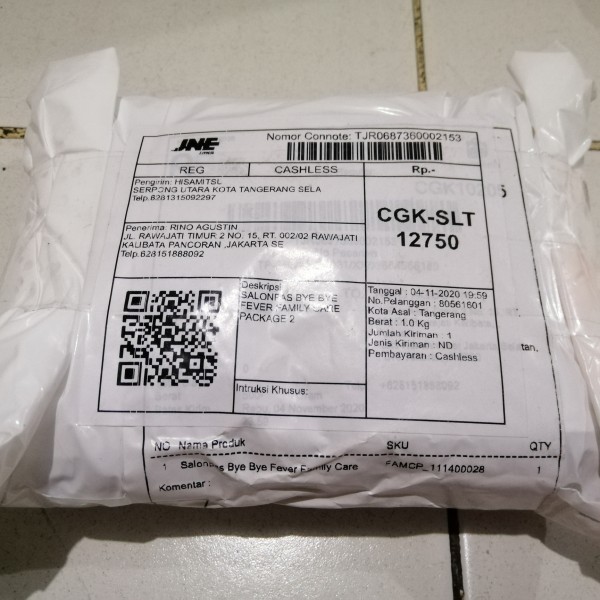 JNE
Nomor Connote: TJR0687360002153
REG
CASHLESS
Rp.-
Pengirim: HISAMITSU
SERPONG UTARA KOTA TANGERANG SELA
Telp.6281315092297
Penerima: RINO AGUSTIN
JL. RAWAJATI TIMUR 2 NO 15, RT. 002/02 RAWAJATI
KALIBATA PANCORAN ,JAKARTA SE
Telp.628151888092
CGK-SLT
12750
Deskripsi
SALONPAS BYE BYE
FEVER FAMILY CARE
PACKAGE 2
Intruksi Khusus:
Tanggal : 04-11-2020 19:59
No.Pelanggan : 80561601
Kota Asal : Tangerang
Berat : 1.0 Kg
Jumlah Kiriman : 1
Jenis Kiriman : ND
Pembayaran : Cashless
tan,
NO Nama Produk SKU QTY
1 Salonpas Bye Bye Fever Family Care FAMCP_111400028 1
Komentar :